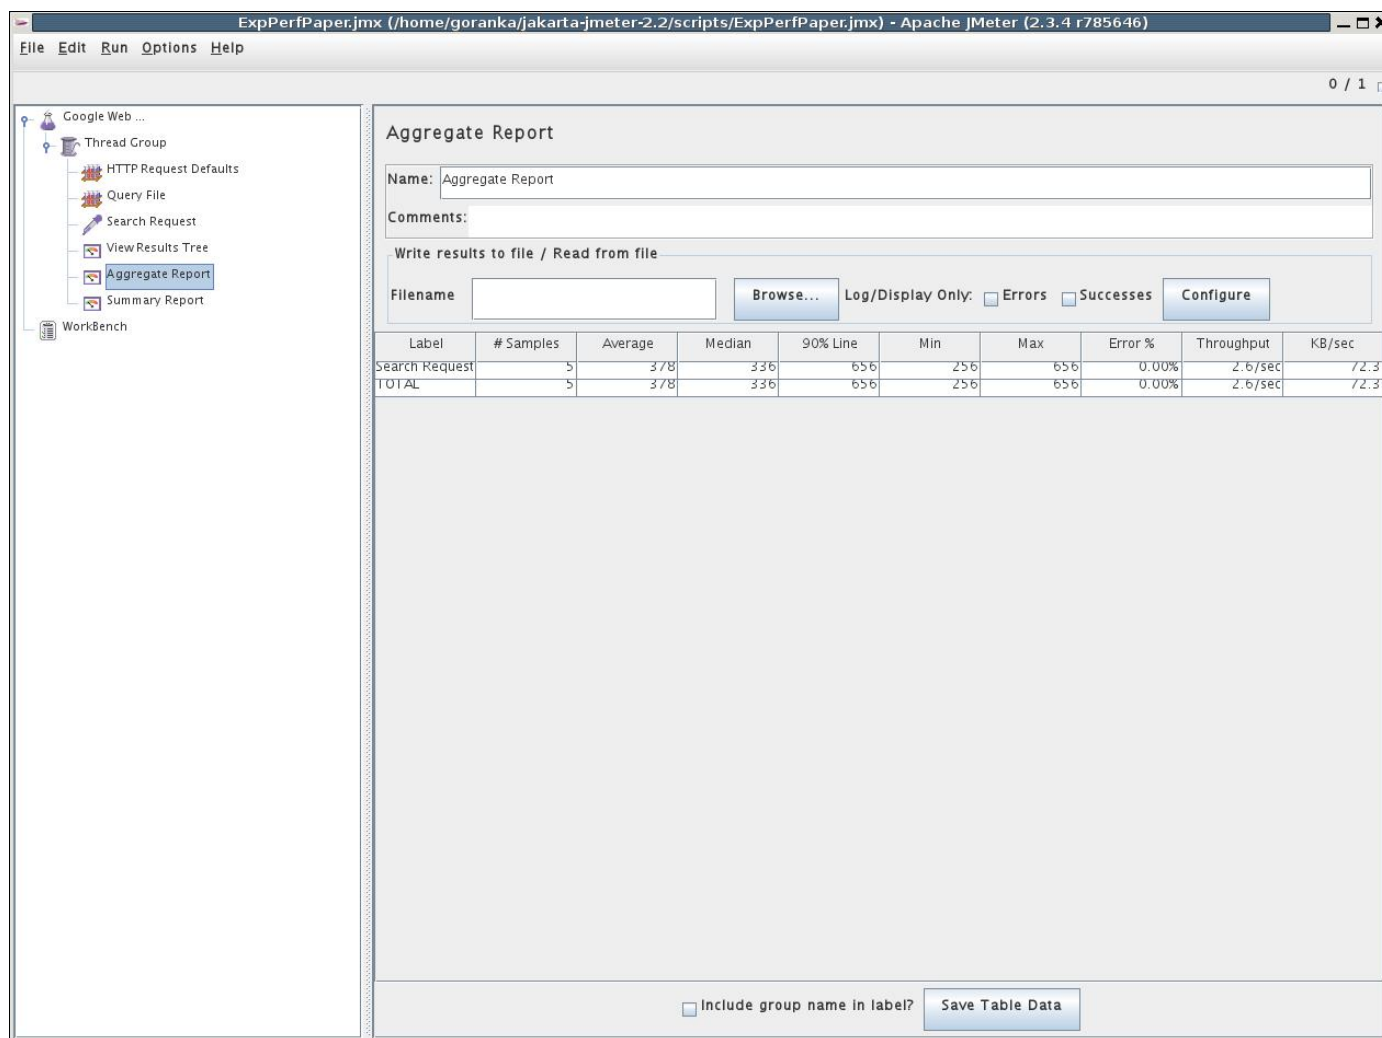 ExpPerfPaper.jmx (/home/goranka/jakarta-jmeter-2.2/scripts/ExpPerfPaper.jmx) - Apache JMeter (2.3.4 r785646)
File Edit Run Options Help
0 / 1
Google Web ...
Thread Group
HTTP Request Defaults
Query File
Search Request
View Results Tree
Aggregate Report
Summary Report
WorkBench
Aggregate Report
Name: Aggregate Report
Comments:
Write results to file / Read from file
Filename Browse... Log/Display Only: Errors Successes Configure
Label # Samples Average Median 90% Line Min Max Error % Throughput KB/sec
Search Request 5 378 336 656 256 656 0.00% 2.6/sec 72.3
TOTAL 5 378 336 656 256 656 0.00% 2.6/sec 72.3
Include group name in label? Save Table Data